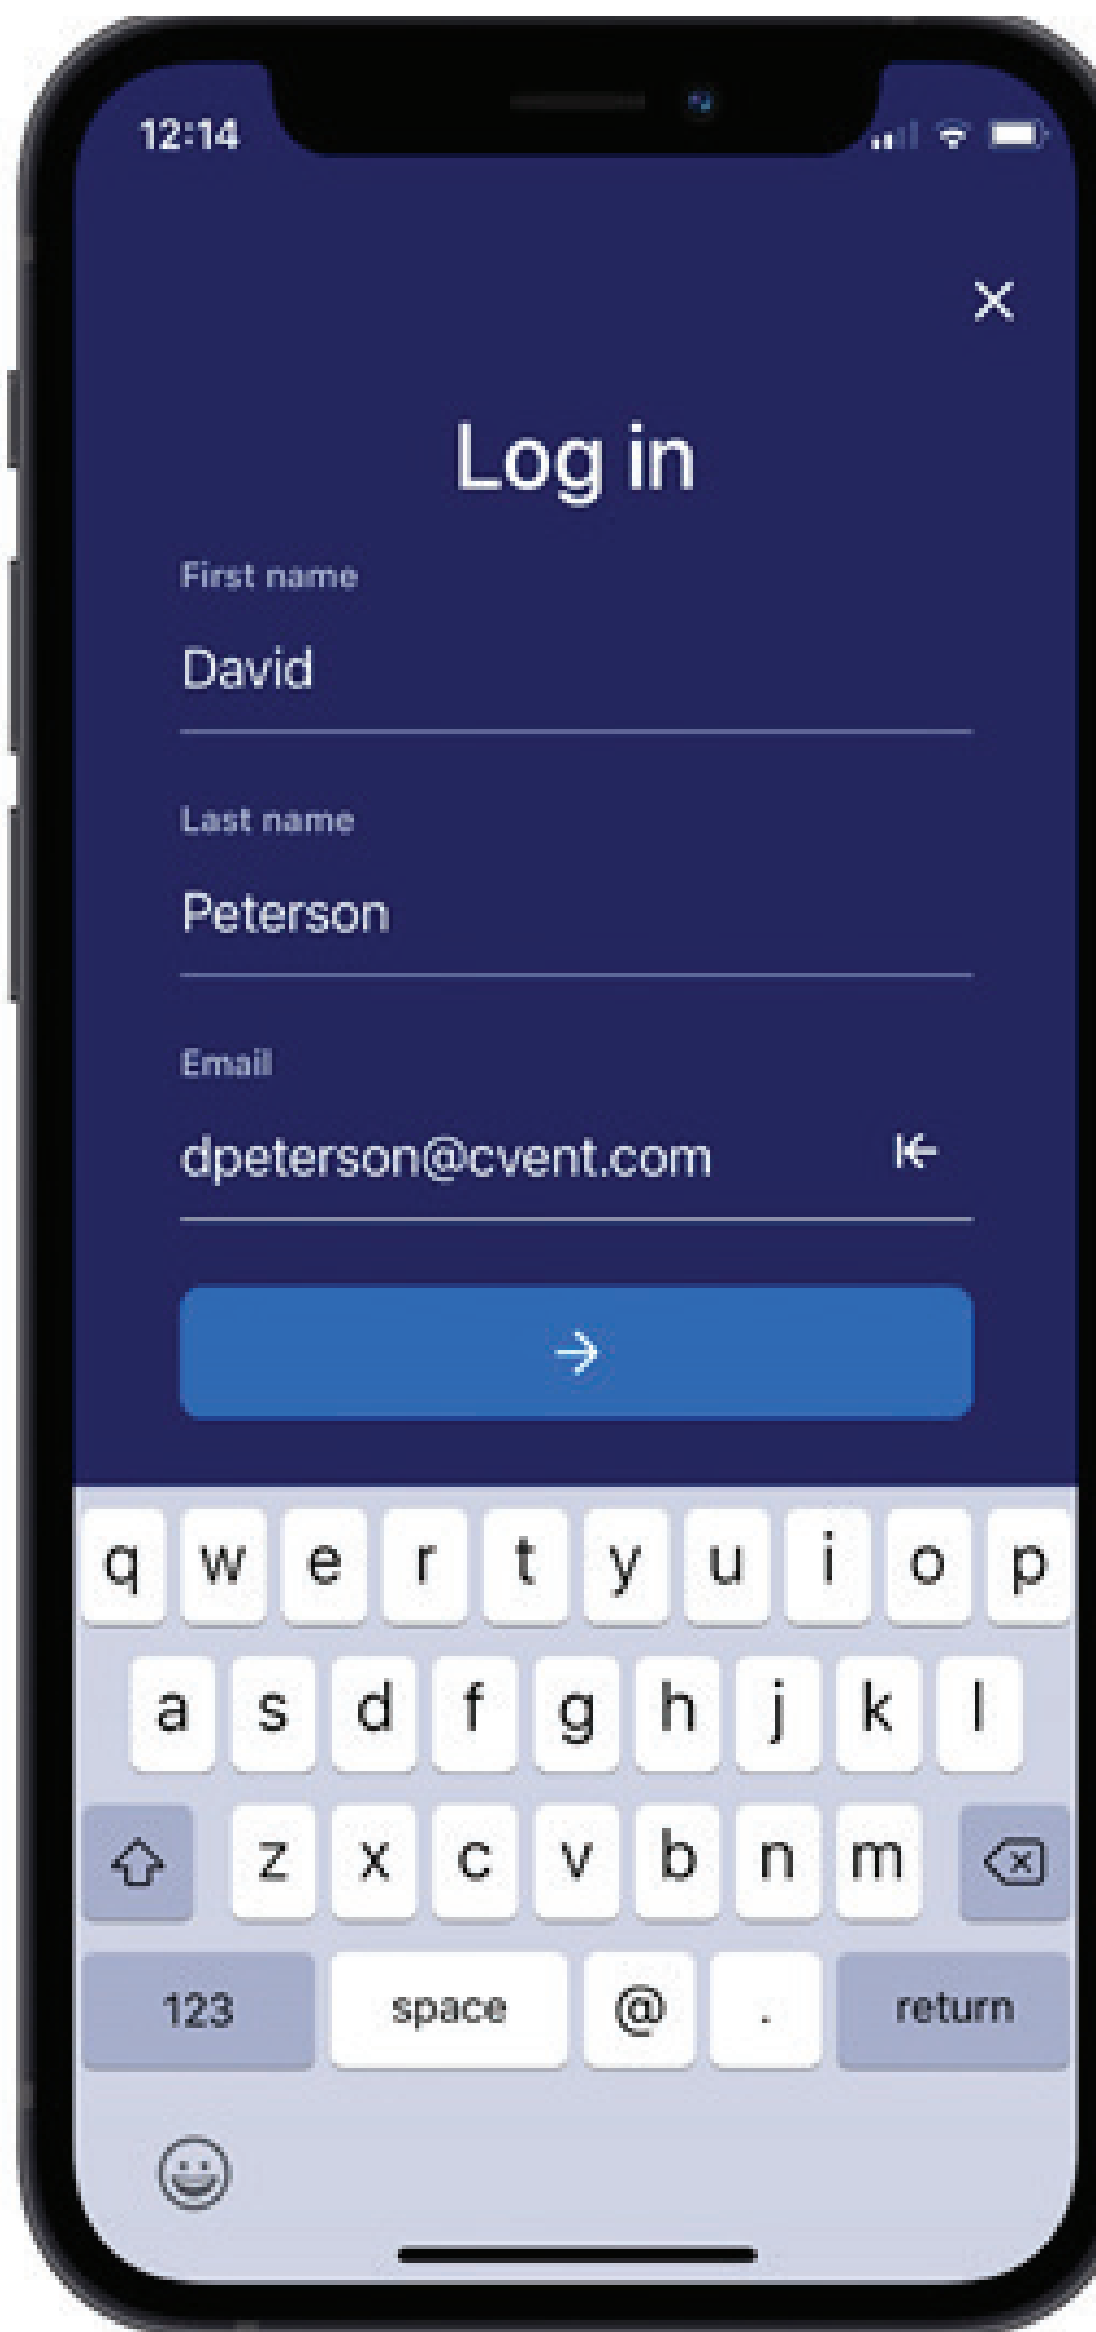 12:14
Log in
First name
David
Last name
Peterson
Email
dpeterson@cvent.com
q w e r t y u i o p
a s d f g h j k l
z x c v b n m
123 space @ . return